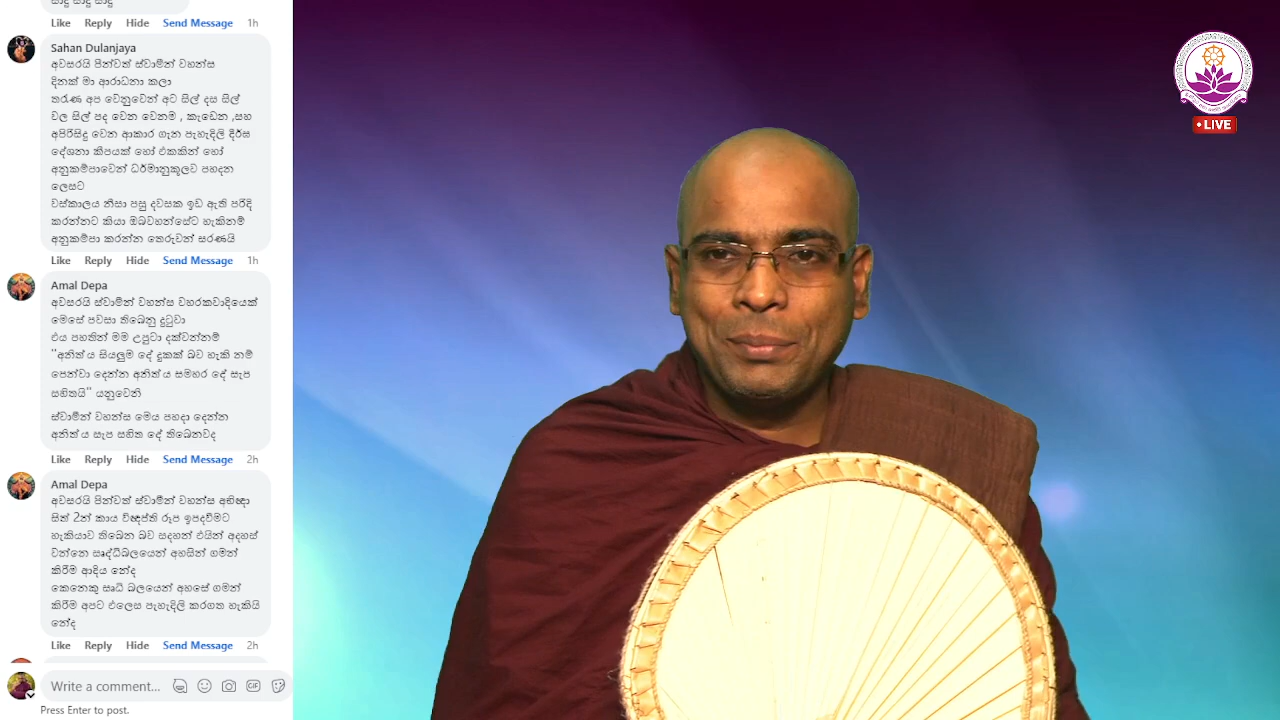 සාදු සාදු සාදු
Like Reply Hide Send Message 1h
Sahan Dulanjaya
අවසරයි පින්වත් ස්වාමින් වහන්ස
දිනක් මා ආරාධනා කලා
තරැණ අප වෙනුවෙන් අට සිල් දස සිල්
වල සිල් පද වෙන වෙනම , කැඩෙන ,සහ
අපිරිසිදු වෙන ආකාර ගැන පැහැදිලි දීර්ඝ
දේශනා කීපයක් හෝ එකකින් හෝ
අනුකම්පාවෙන් ධර්මානුකූලව පහදන
ලෙසට
වස්කාලය නිසා පසු දවසක ඉඩ ඇති පරිදි
කරන්නට කියා ඔබවහන්සේට හැකිනම්
අනුකම්පා කරන්න තෙරුවන් සරණයි
Like Reply Hide Send Message 1h
Amal Depa
අවසරයි ස්වාමින් වහන්ස වහරකවාදියෙක්
මෙසේ පවසා තිබෙනු දුටුවා
එය පහතින් මම උපුටා දක්වන්නම්
"අනිත්‍ය සියලුම දේ දුකක් බව හැකි නම්
පෙන්වා දෙන්න අනිත්‍ය සමහර දේ සැප
සහිතයි" යනුවෙනි
ස්වාමින් වහන්ස මෙය පහදා දෙන්න
අනිත්‍ය සැප සහිත දේ තිබෙනවද
Like Reply Hide Send Message 2h
Amal Depa
අවසරයි පින්වත් ස්වාමින් වහන්ස අභිඥා
සිත් 2න් කාය විඥප්ති රූප ඉපදවීමට
හැකියාව තිබෙන බව සදහන් එයින් අදහස්
වන්නෙ සෘද්ධිබලයෙන් අහසින් ගමන්
කිරීම ආදිය නේද
කෙනෙකු සෘධි බලයෙන් අහසේ ගමන්
කිරීම අපට එලෙස පැහැදිලි කරගත හැකියි
නේද
Like Reply Hide Send Message 2h
Write a comment...
GIF
Press Enter to post.
• LIVE